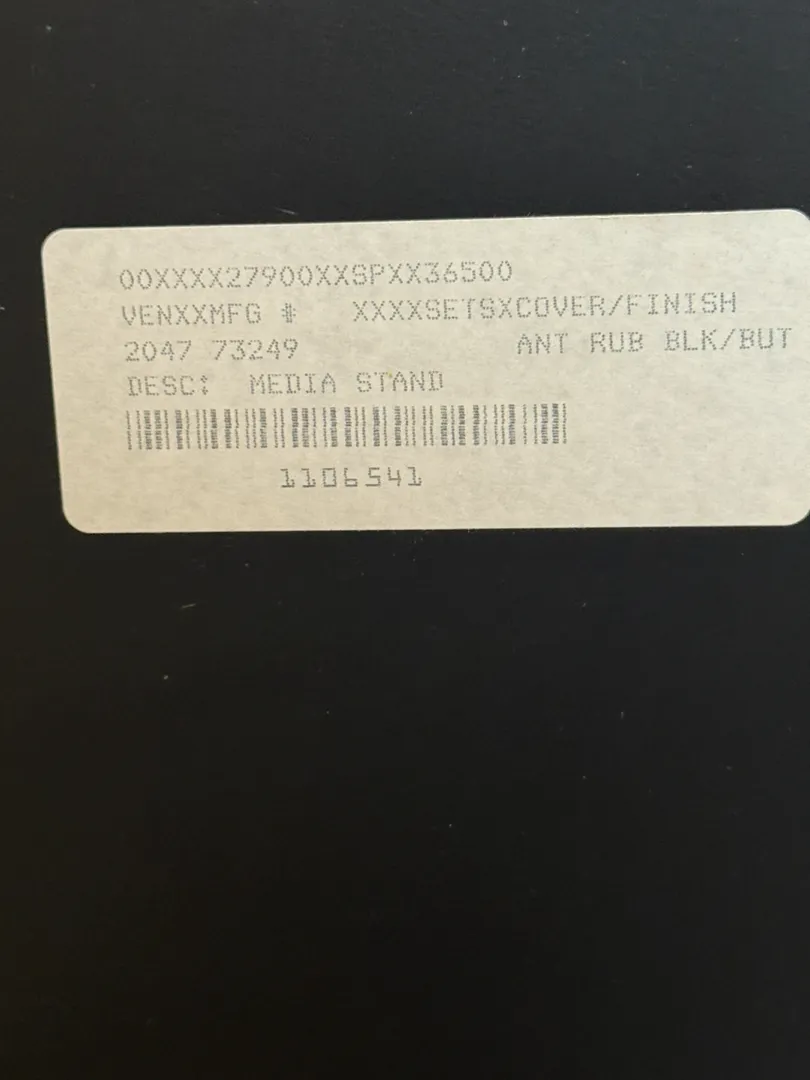 00XXXX27900XXSPXX36500
VENXXMFG # XXXXSETSXCOVER/FINISH
2047 73249 ANT RUB BLK/BUT
DESC: MEDIA STAND
1106541